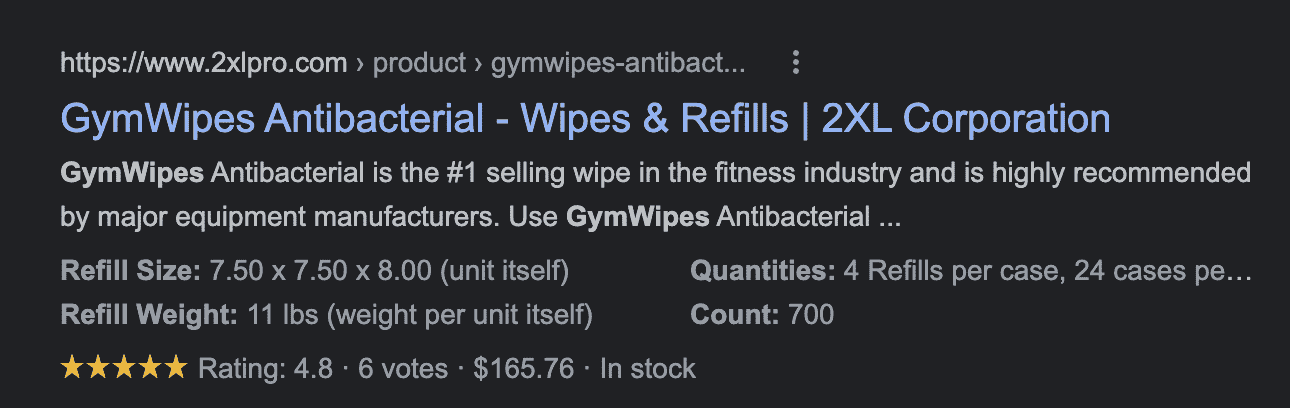 https://www.2xlpro.com › product › gymwipes-antibact...
GymWipes Antibacterial - Wipes & Refills | 2XL Corporation
GymWipes Antibacterial is the #1 selling wipe in the fitness industry and is highly recommended
by major equipment manufacturers. Use GymWipes Antibacterial ...
Refill Size: 7.50 x 7.50 x 8.00 (unit itself) Quantities: 4 Refills per case, 24 cases pe...
Refill Weight: 11 lbs (weight per unit itself) Count: 700
Rating: 4.8 · 6 votes · $165.76 · In stock